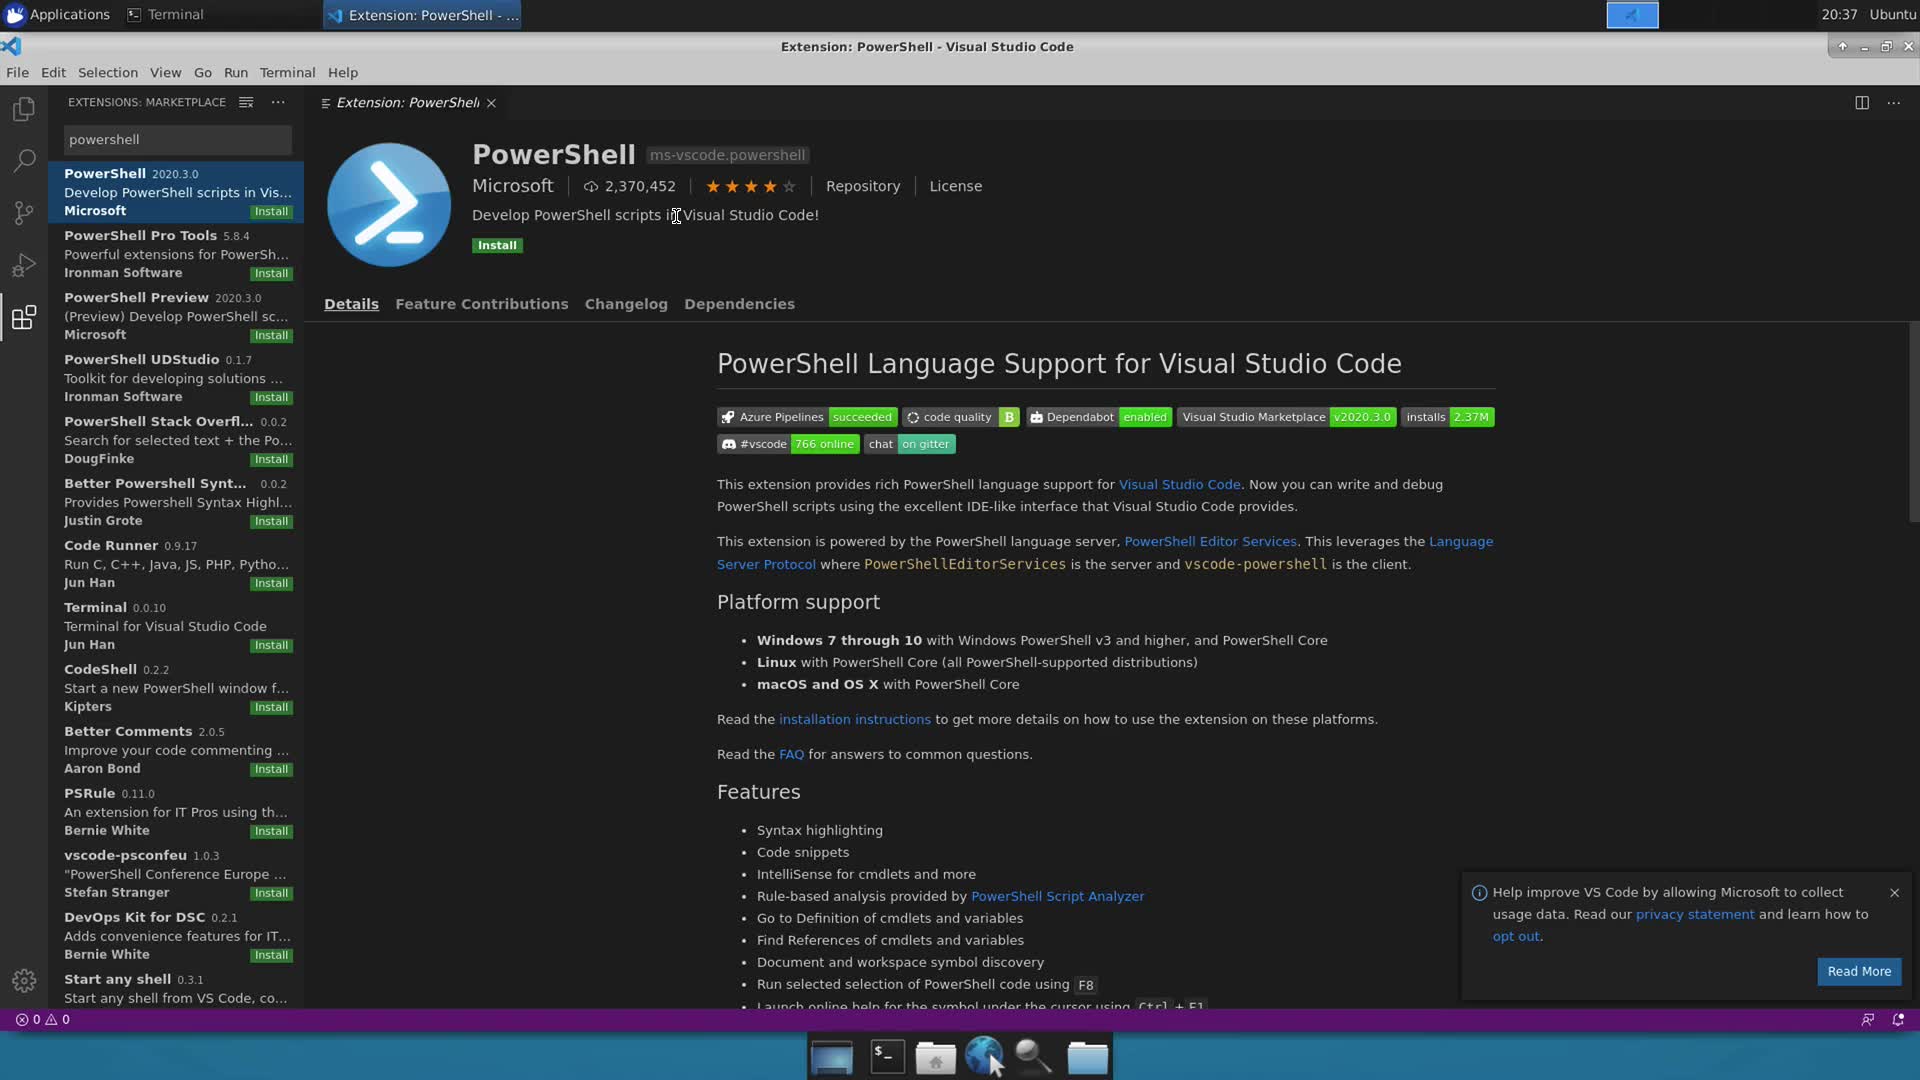 Applications
Terminal
Extension: PowerShell - ...
20:37
Ubuntu
Extension: PowerShell - Visual Studio Code
File Edit Selection View Go Run Terminal Help
EXTENSIONS: MARKETPLACE
powershell
PowerShell 2020.3.0
Develop PowerShell scripts in Vis...
Microsoft Install
PowerShell Pro Tools 5.8.4
Powerful extensions for PowerSh...
Ironman Software Install
PowerShell Preview 2020.3.0
(Preview) Develop PowerShell sc...
Microsoft Install
PowerShell UDStudio 0.1.7
Toolkit for developing solutions ...
Ironman Software Install
PowerShell Stack Overfl... 0.0.2
Search for selected text + the Po...
DougFinke Install
Better Powershell Synt... 0.0.2
Provides Powershell Syntax Highl...
Justin Grote Install
Code Runner 0.9.17
Run C, C++, Java, JS, PHP, Pytho...
Jun Han Install
Terminal 0.0.10
Terminal for Visual Studio Code
Jun Han Install
CodeShell 0.2.2
Start a new PowerShell window f...
Kipters Install
Better Comments 2.0.5
Improve your code commenting ...
Aaron Bond Install
PSRule 0.11.0
An extension for IT Pros using th...
Bernie White Install
vscode-psconfeu 1.0.3
"PowerShell Conference Europe ...
Stefan Stranger Install
DevOps Kit for DSC 0.2.1
Adds convenience features for IT...
Bernie White Install
Start any shell 0.3.1
Start any shell from VS Code, co...
Extension: PowerShell
PowerShell ms-vscode.powershell
Microsoft 2,370,452 Repository License
Develop PowerShell scripts in Visual Studio Code!
Install
Details Feature Contributions Changelog Dependencies
PowerShell Language Support for Visual Studio Code
Azure Pipelines succeeded code quality B Dependabot enabled Visual Studio Marketplace v2020.3.0 installs 2.37M
#vscode 766 online chat on gitter
This extension provides rich PowerShell language support for Visual Studio Code. Now you can write and debug
PowerShell scripts using the excellent IDE-like interface that Visual Studio Code provides.
This extension is powered by the PowerShell language server, PowerShell Editor Services. This leverages the Language
Server Protocol where PowerShellEditorServices is the server and vscode-powershell is the client.
Platform support
• Windows 7 through 10 with Windows PowerShell v3 and higher, and PowerShell Core
• Linux with PowerShell Core (all PowerShell-supported distributions)
• macOS and OS X with PowerShell Core
Read the installation instructions to get more details on how to use the extension on these platforms.
Read the FAQ for answers to common questions.
Features
• Syntax highlighting
• Code snippets
• IntelliSense for cmdlets and more
• Rule-based analysis provided by PowerShell Script Analyzer
• Go to Definition of cmdlets and variables
• Find References of cmdlets and variables
• Document and workspace symbol discovery
• Run selected selection of PowerShell code using F8
• Launch online help for the symbol under the cursor using Ctrl + F1
Help improve VS Code by allowing Microsoft to collect
usage data. Read our privacy statement and learn how to
opt out.
Read More
0 0
$_